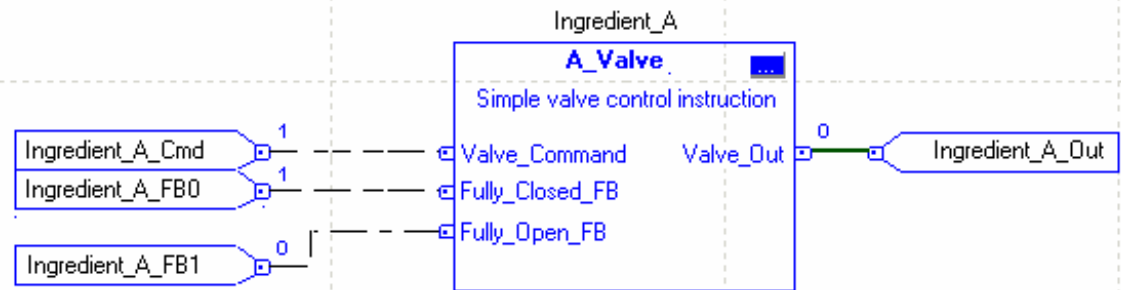 Ingredient_A
A_Valve
...
Simple valve control instruction
Ingredient_A_Cmd 1 Valve_Command Valve_Out 0 Ingredient_A_Out
Ingredient_A_FB0 1 Fully_Closed_FB
Ingredient_A_FB1 0 Fully_Open_FB